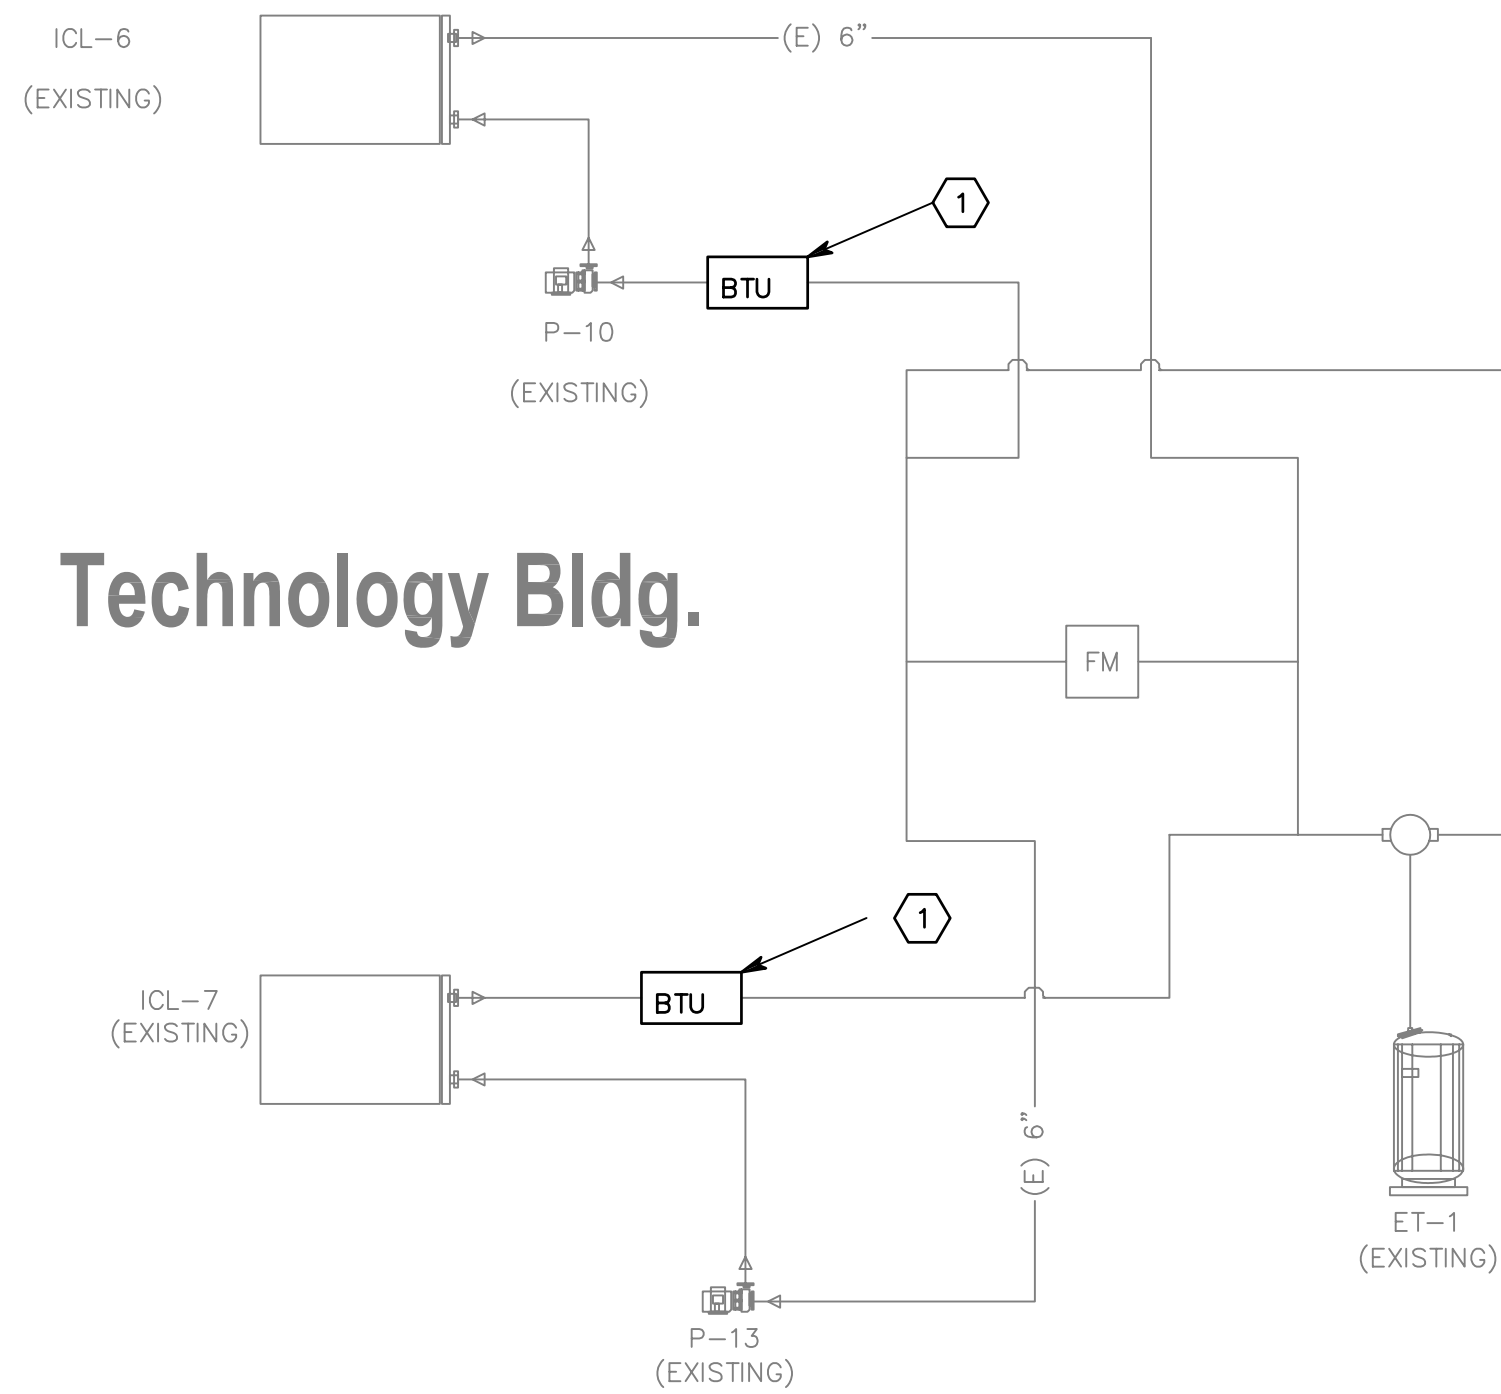 ICL-6
(EXISTING)
(E) 6"
1
BTU
P-10
(EXISTING)
Technology Bldg.
FM
1
ICL-7
(EXISTING)
BTU
(E) 6"
ET-1
(EXISTING)
P-13
(EXISTING)